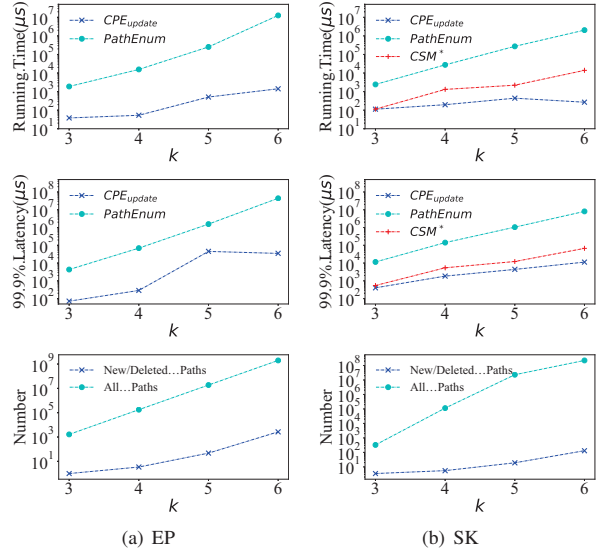 Running.Time(μs)
10^7
10^6
10^5
10^4
10^3
10^2
10^1
CPE_update
PathEnum
3 4 5 6
k
Running.Time(μs)
10^7
10^6
10^5
10^4
10^3
10^2
10^1
CPE_update
PathEnum
CSM*
3 4 5 6
k
99.9%.Latency(μs)
10^8
10^7
10^6
10^5
10^4
10^3
10^2
CPE_update
PathEnum
3 4 5 6
k
99.9%.Latency(μs)
10^8
10^7
10^6
10^5
10^4
10^3
10^2
CPE_update
PathEnum
CSM*
3 4 5 6
k
Number
10^9
10^7
10^5
10^3
10^1
New/Deleted...Paths
All...Paths
3 4 5 6
k
Number
10^8
10^7
10^6
10^5
10^4
10^3
10^2
10^1
New/Deleted...Paths
All...Paths
3 4 5 6
k
(a) EP
(b) SK